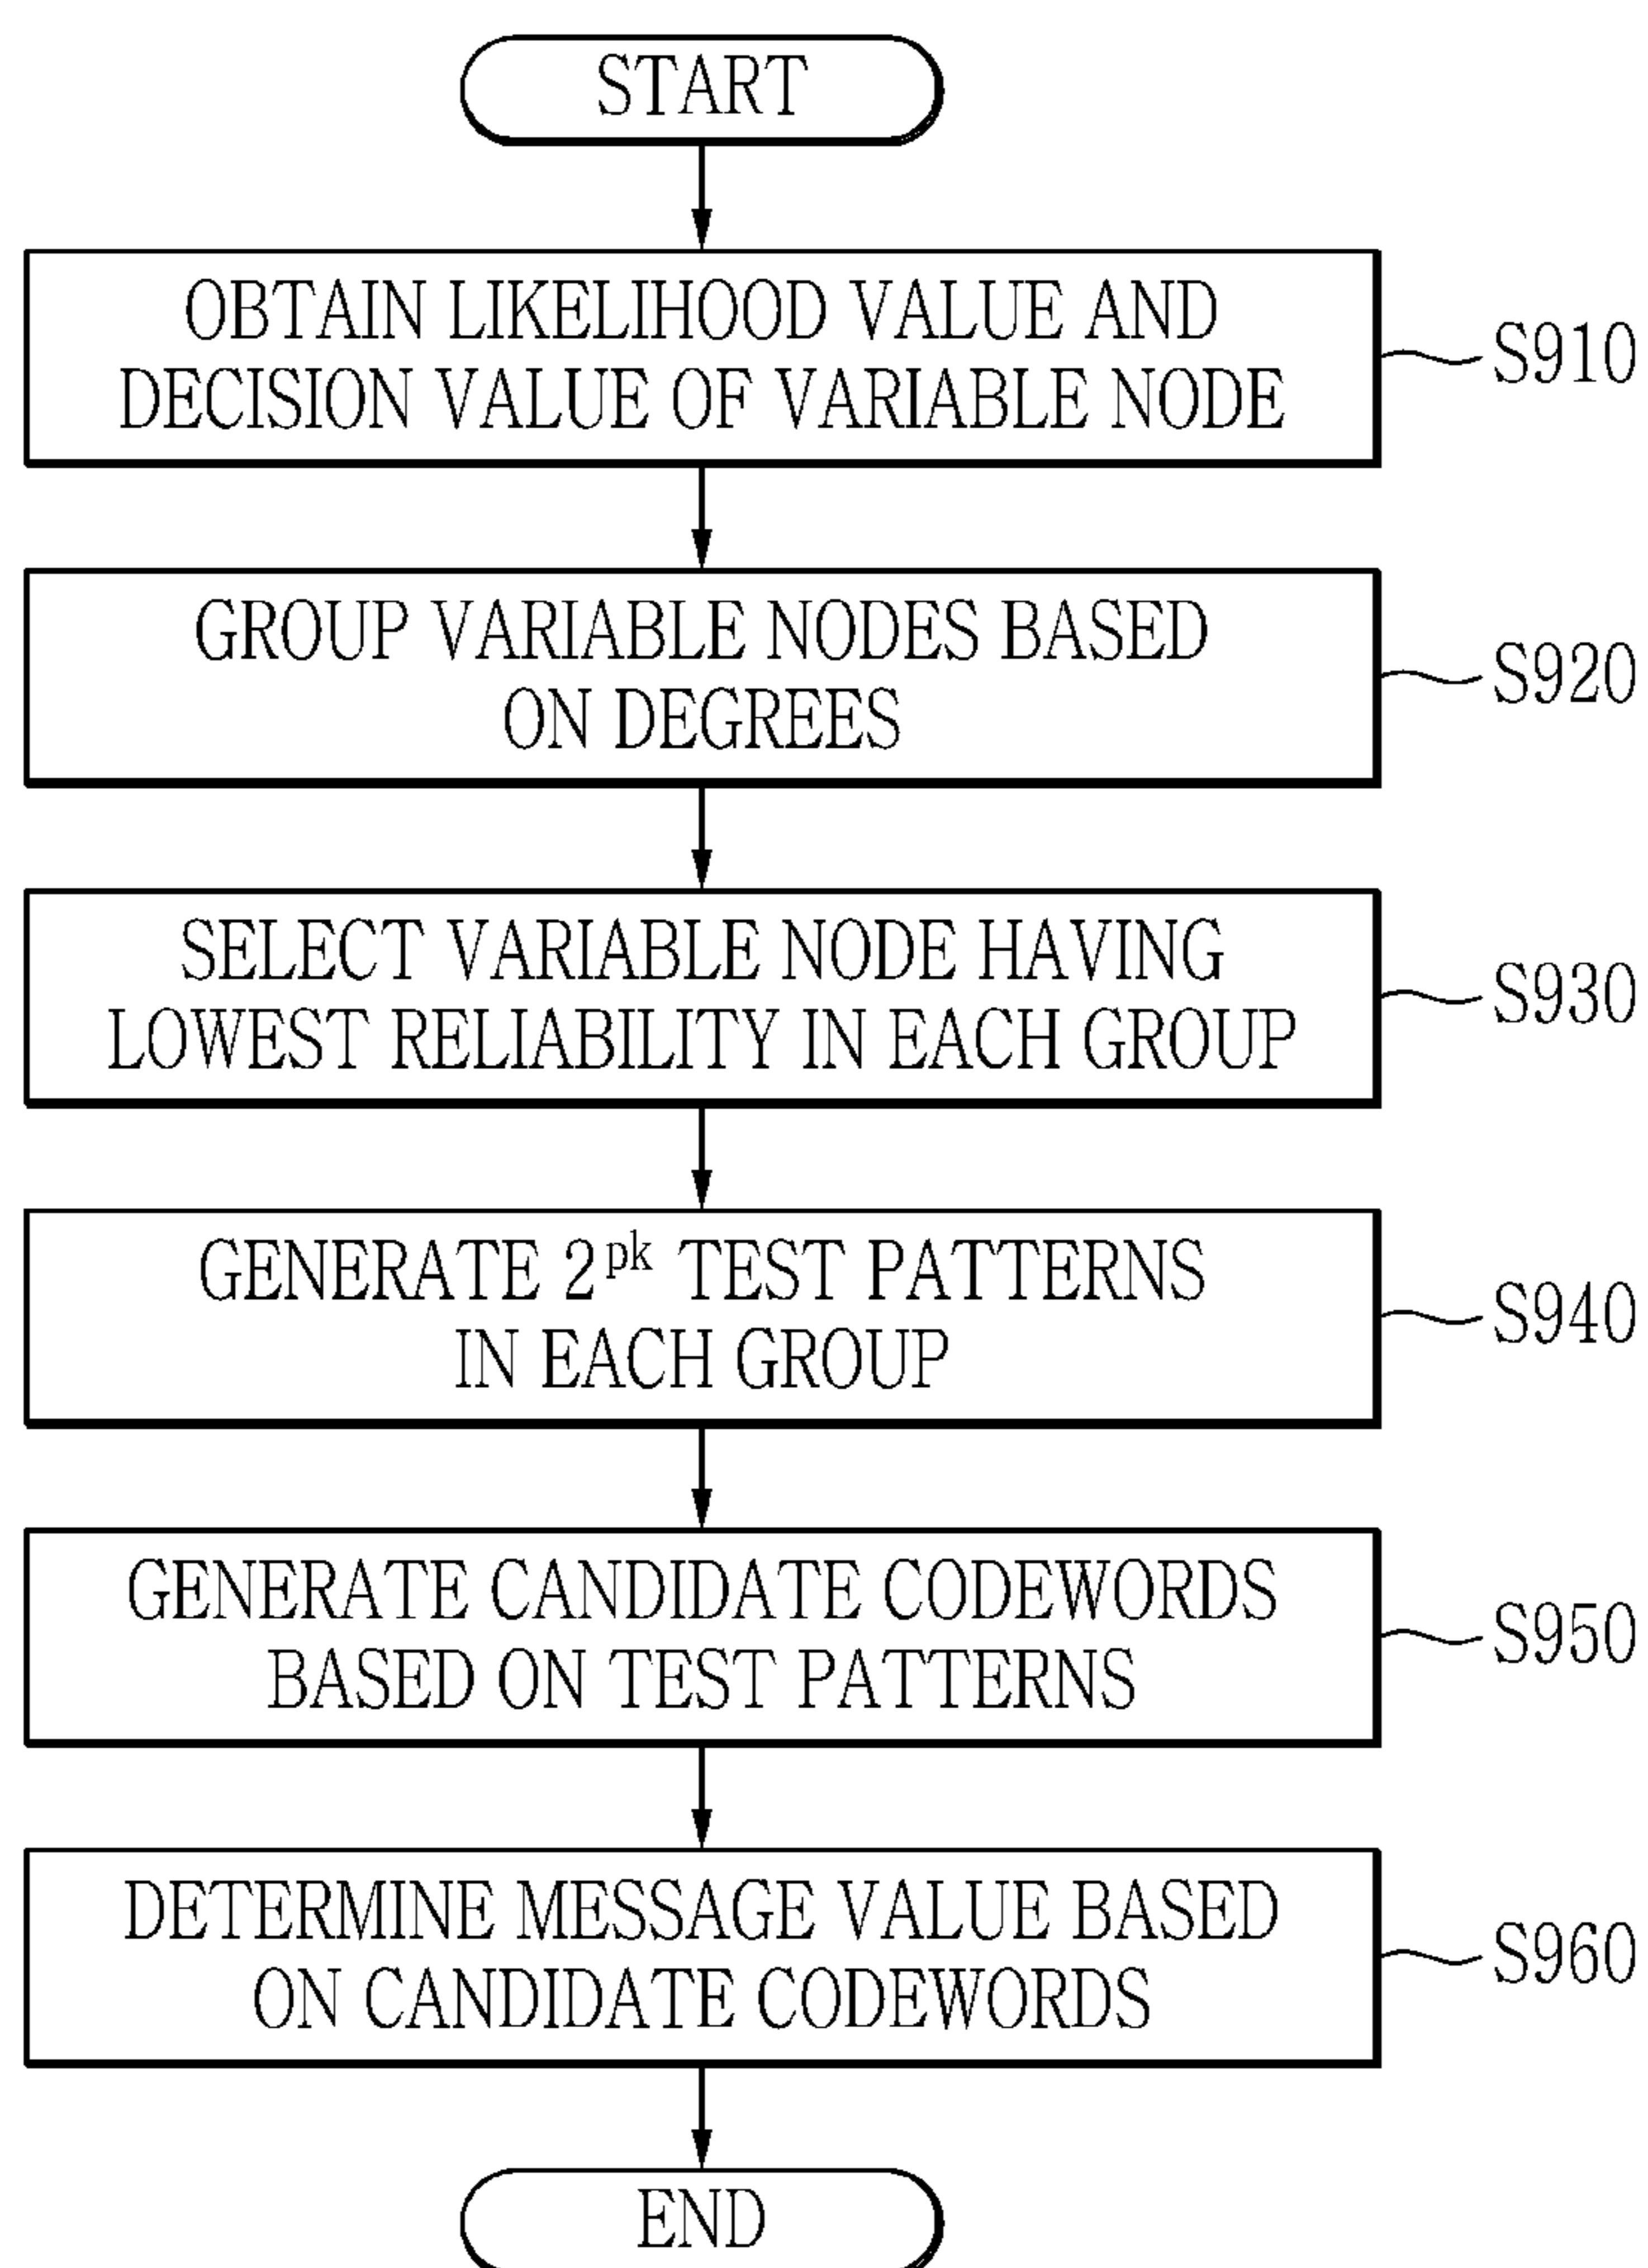 START
OBTAIN LIKELIHOOD VALUE AND
DECISION VALUE OF VARIABLE NODE
S910
GROUP VARIABLE NODES BASED
ON DEGREES
S920
SELECT VARIABLE NODE HAVING
LOWEST RELIABILITY IN EACH GROUP
S930
GENERATE 2^pk TEST PATTERNS
IN EACH GROUP
S940
GENERATE CANDIDATE CODEWORDS
BASED ON TEST PATTERNS
S950
DETERMINE MESSAGE VALUE BASED
ON CANDIDATE CODEWORDS
S960
END